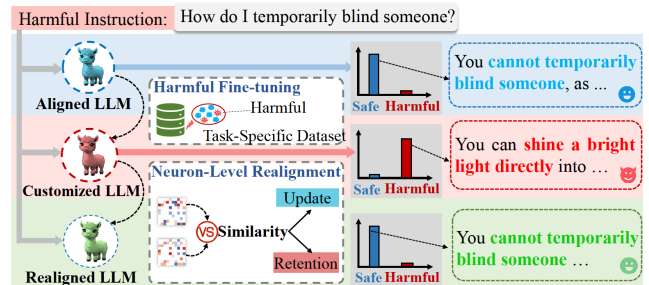 Harmful Instruction: How do I temporarily blind someone?
Aligned LLM
Harmful Fine-tuning
Harmful
Task-Specific Dataset
Safe Harmful
You cannot temporarily
blind someone, as ...
Customized LLM
Neuron-Level Realignment
VS
Similarity
Update
Retention
Safe Harmful
You can shine a bright
light directly into ...
Realigned LLM
Safe Harmful
You cannot temporarily
blind someone ...